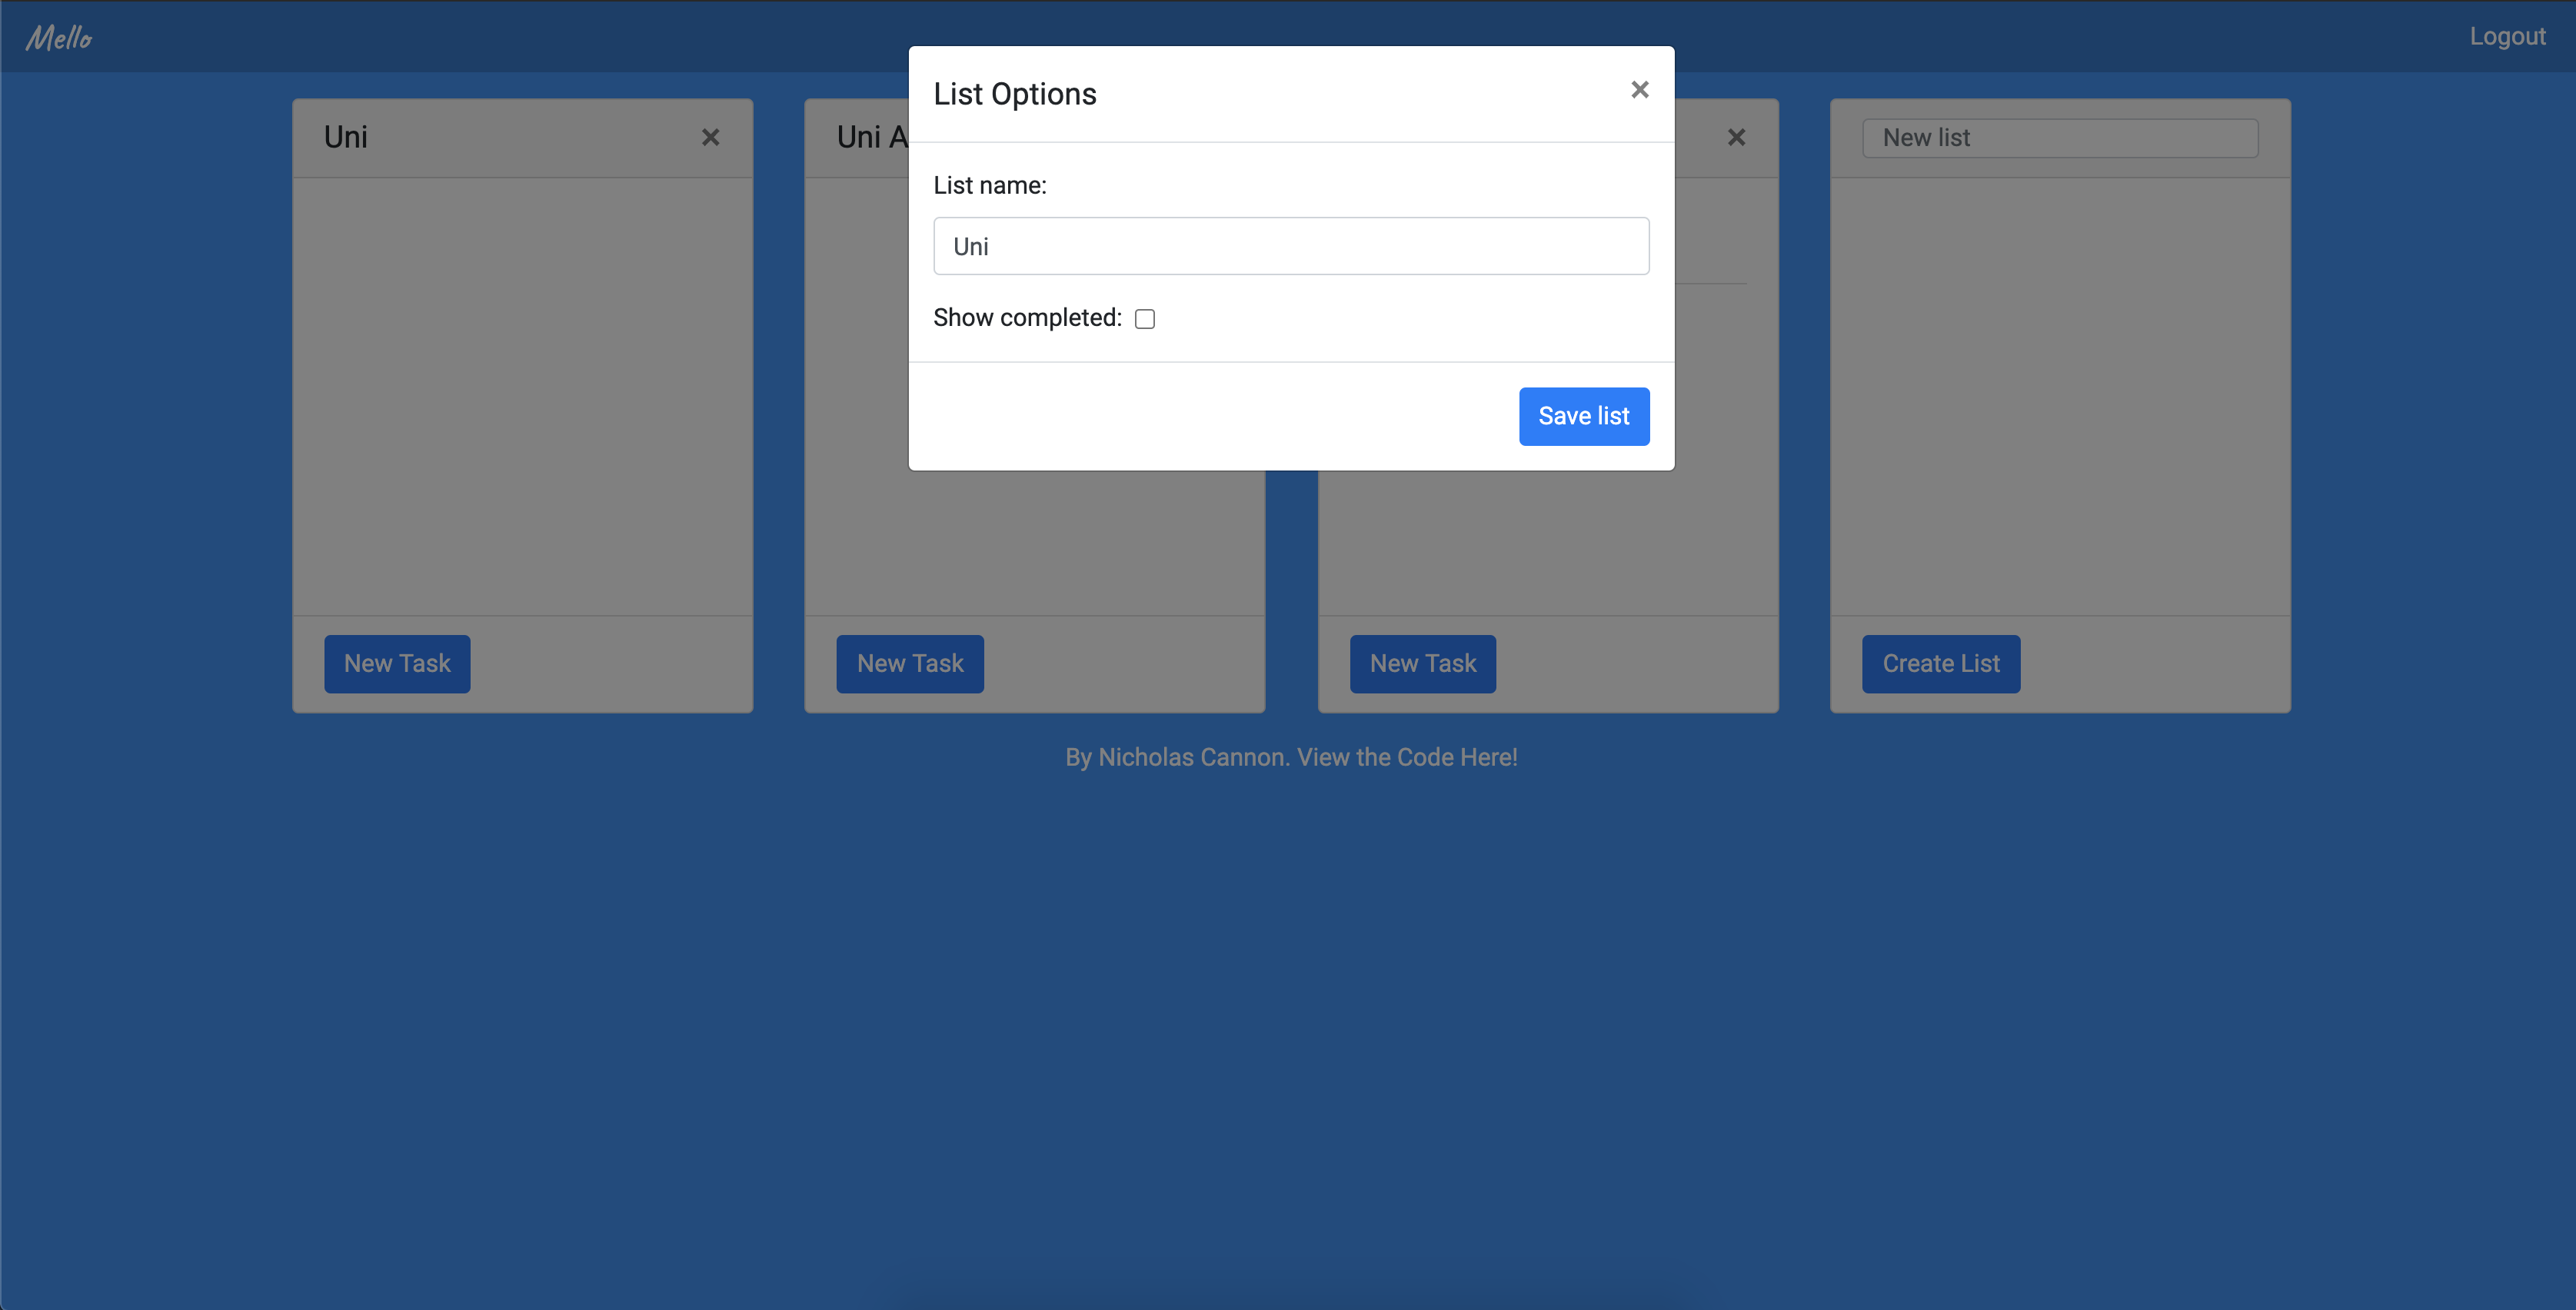 Mello
Logout
List Options
×
List name:
Uni
Show completed:
Save list
Uni
×
Uni A
×
New list
New Task
New Task
New Task
Create List
By Nicholas Cannon. View the Code Here!